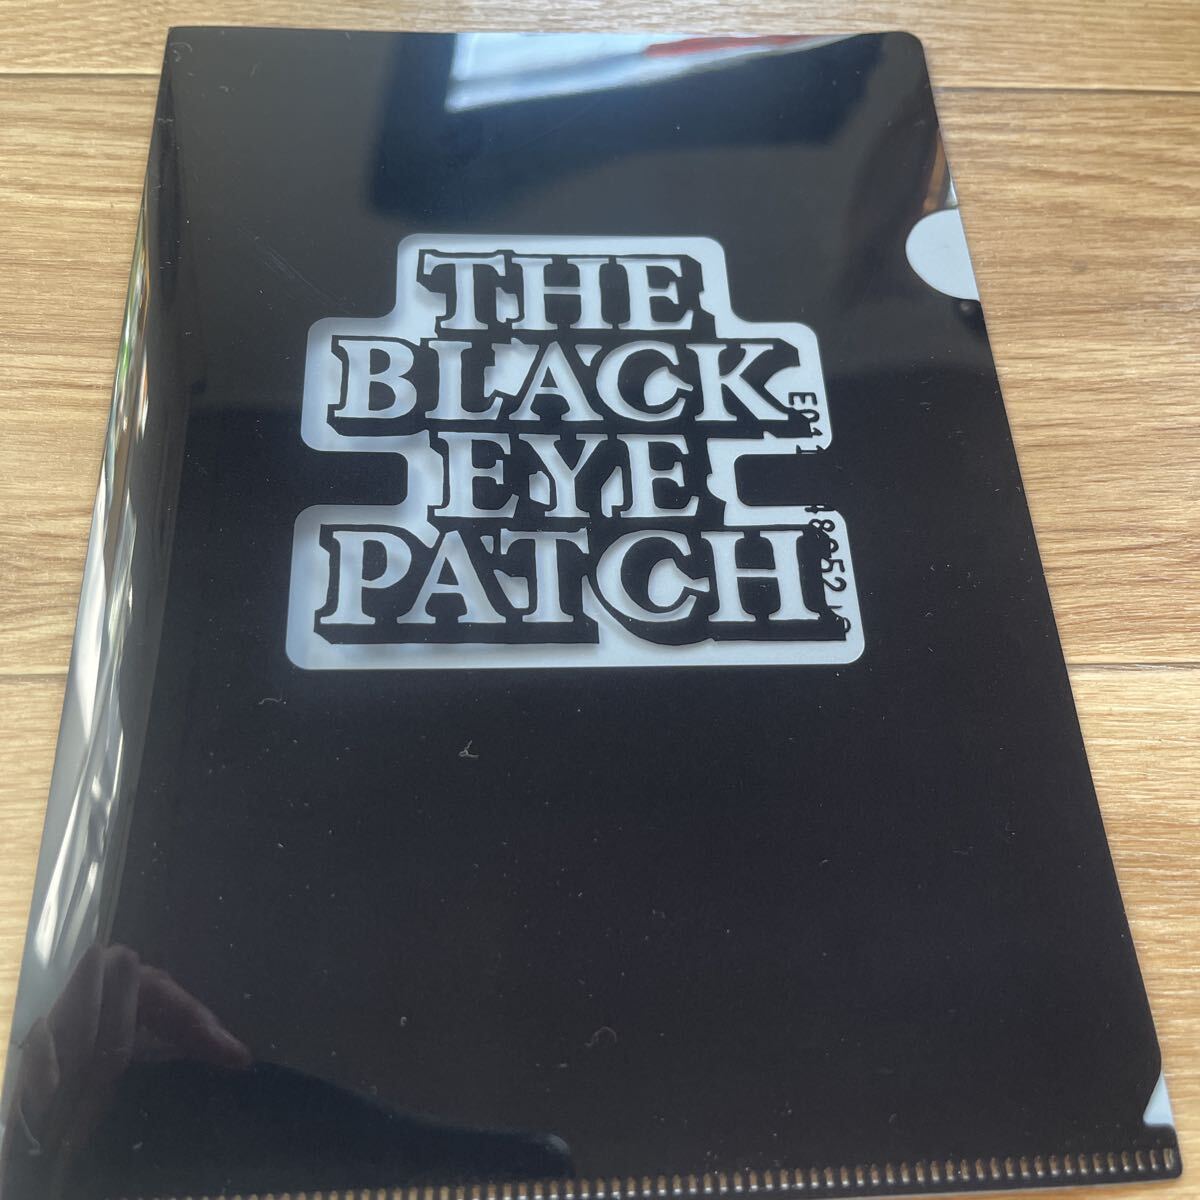 THE
BLACK
EYE
PATCH